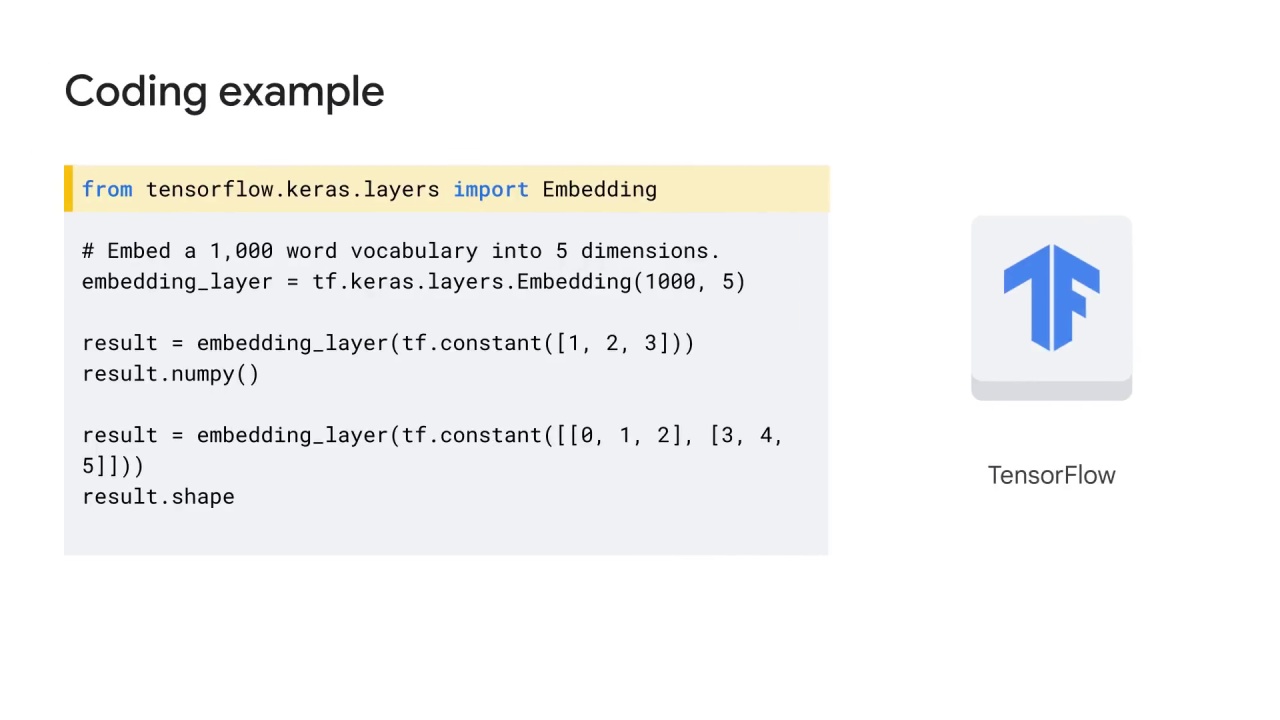 Coding example
from tensorflow.keras.layers import Embedding
# Embed a 1,000 word vocabulary into 5 dimensions.
embedding_layer = tf.keras.layers.Embedding(1000, 5)
result = embedding_layer(tf.constant([1, 2, 3]))
result.numpy()
result = embedding_layer(tf.constant([[0, 1, 2], [3, 4,
5]]))
result.shape
TensorFlow